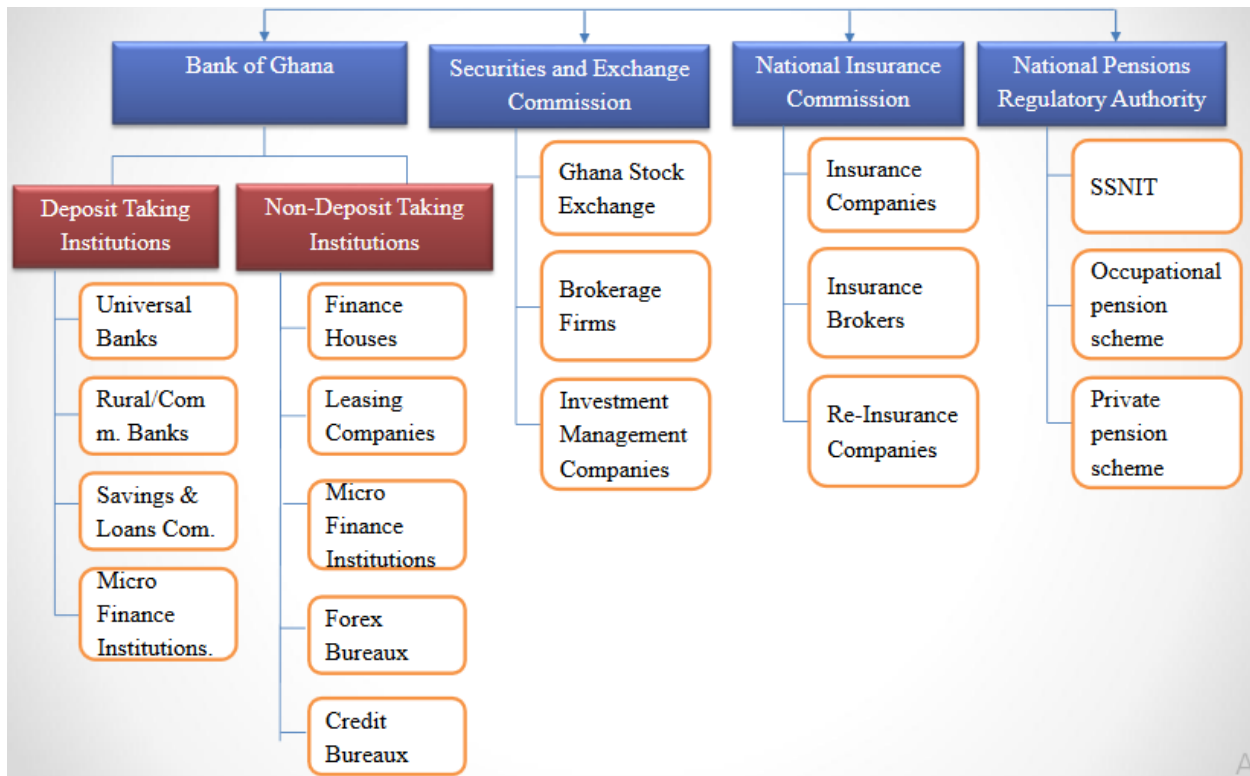 Bank of Ghana
Securities and Exchange
Commission
National Insurance
Commission
National Pensions
Regulatory Authority
Deposit Taking
Institutions
Universal
Banks
Rural/Com
m. Banks
Savings &
Loans Com.
Micro
Finance
Institutions.
Non-Deposit Taking
Institutions
Finance
Houses
Leasing
Companies
Micro
Finance
Institutions
Forex
Bureaux
Credit
Bureaux
Ghana Stock
Exchange
Brokerage
Firms
Investment
Management
Companies
Insurance
Companies
Insurance
Brokers
Re-Insurance
Companies
SSNIT
Occupational
pension
scheme
Private
pension
scheme